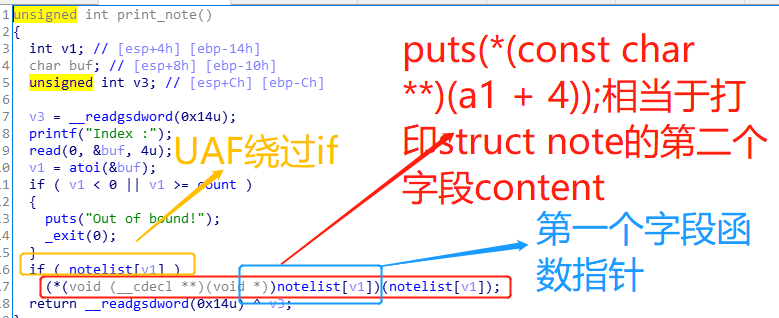 1 unsigned int print_note()
2 {
3 int v1; // [esp+4h] [ebp-14h]
4 char buf; // [esp+8h] [ebp-10h]
5 unsigned int v3; // [esp+Ch] [ebp-Ch]
6
7 v3 = __readgsdword(0x14u);
8 printf("Index :");
9 read(0, &buf, 4u);
10 v1 = atoi(&buf);
11 if ( v1 < 0 || v1 >= count )
12 {
13 puts("Out of bound!");
14 _exit(0);
15 }
16 if ( notelist[v1] )
17 (*(void (__cdecl **)(void *))notelist[v1])(notelist[v1]);
18 return __readgsdword(0x14u) ^ v3;
UAF绕过if
puts(*(const char
**)(a1 + 4));相当于打
印struct note的第二个
字段content
第一个字段函
数指针